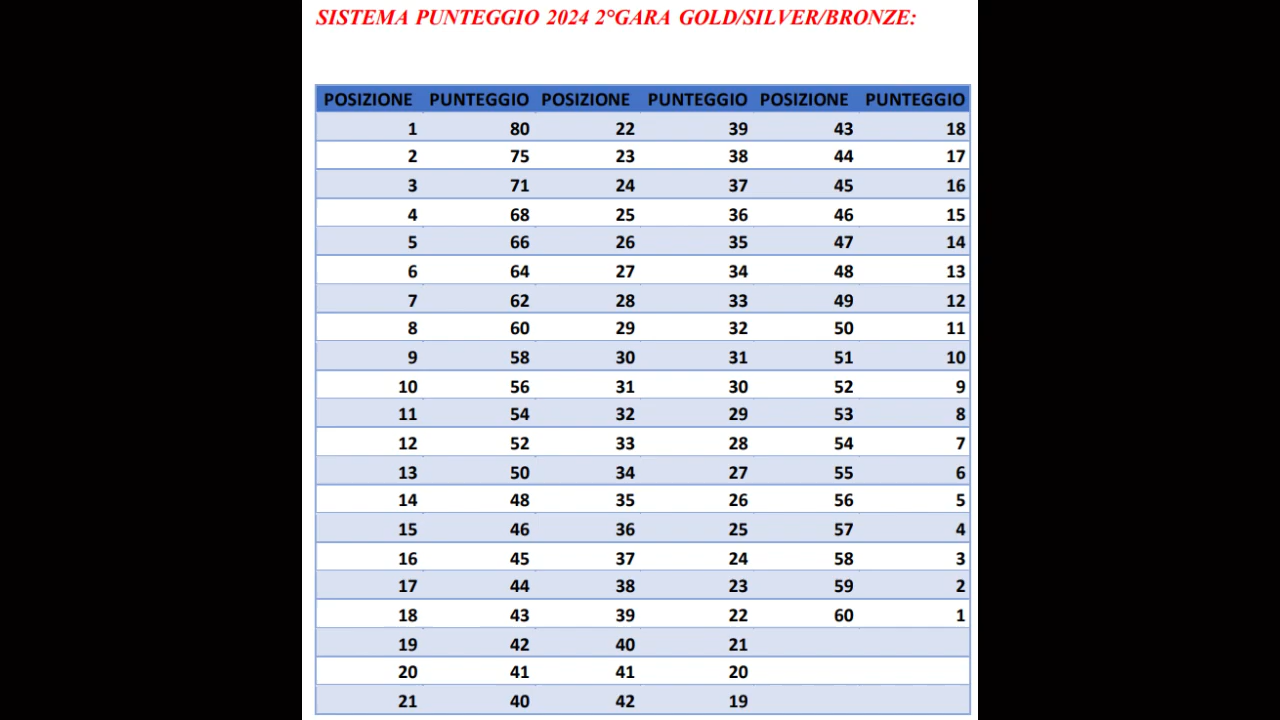 SISTEMA PUNTEGGIO 2024 2°GARA GOLD/SILVER/BRONZE:
POSIZIONE PUNTEGGIO POSIZIONE PUNTEGGIO POSIZIONE PUNTEGGIO
1 80 22 39 43 18
2 75 23 38 44 17
3 71 24 37 45 16
4 68 25 36 46 15
5 66 26 35 47 14
6 64 27 34 48 13
7 62 28 33 49 12
8 60 29 32 50 11
9 58 30 31 51 10
10 56 31 30 52 9
11 54 32 29 53 8
12 52 33 28 54 7
13 50 34 27 55 6
14 48 35 26 56 5
15 46 36 25 57 4
16 45 37 24 58 3
17 44 38 23 59 2
18 43 39 22 60 1
19 42 40 21
20 41 41 20
21 40 42 19